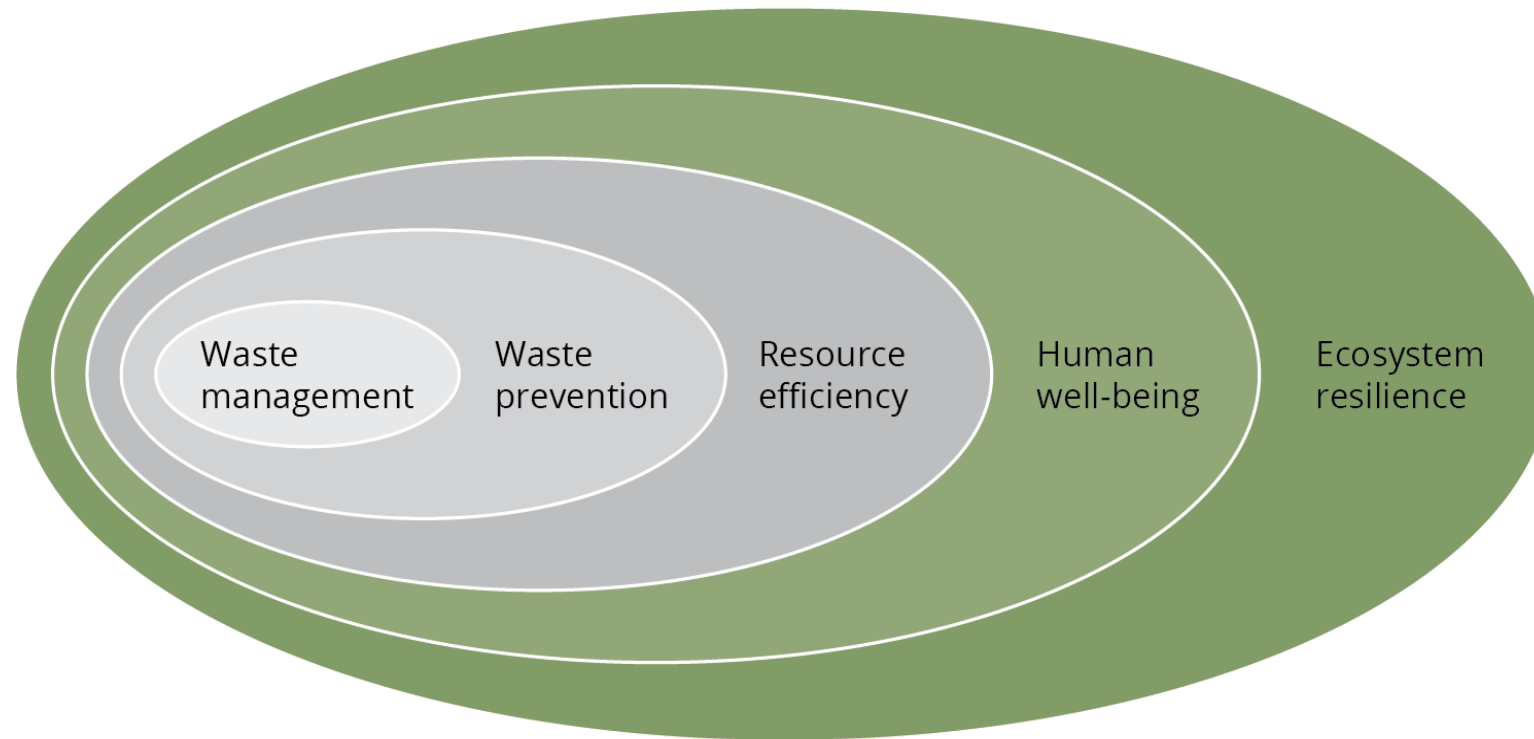 Waste
management
Waste
prevention
Resource
efficiency
Human
well-being
Ecosystem
resilience